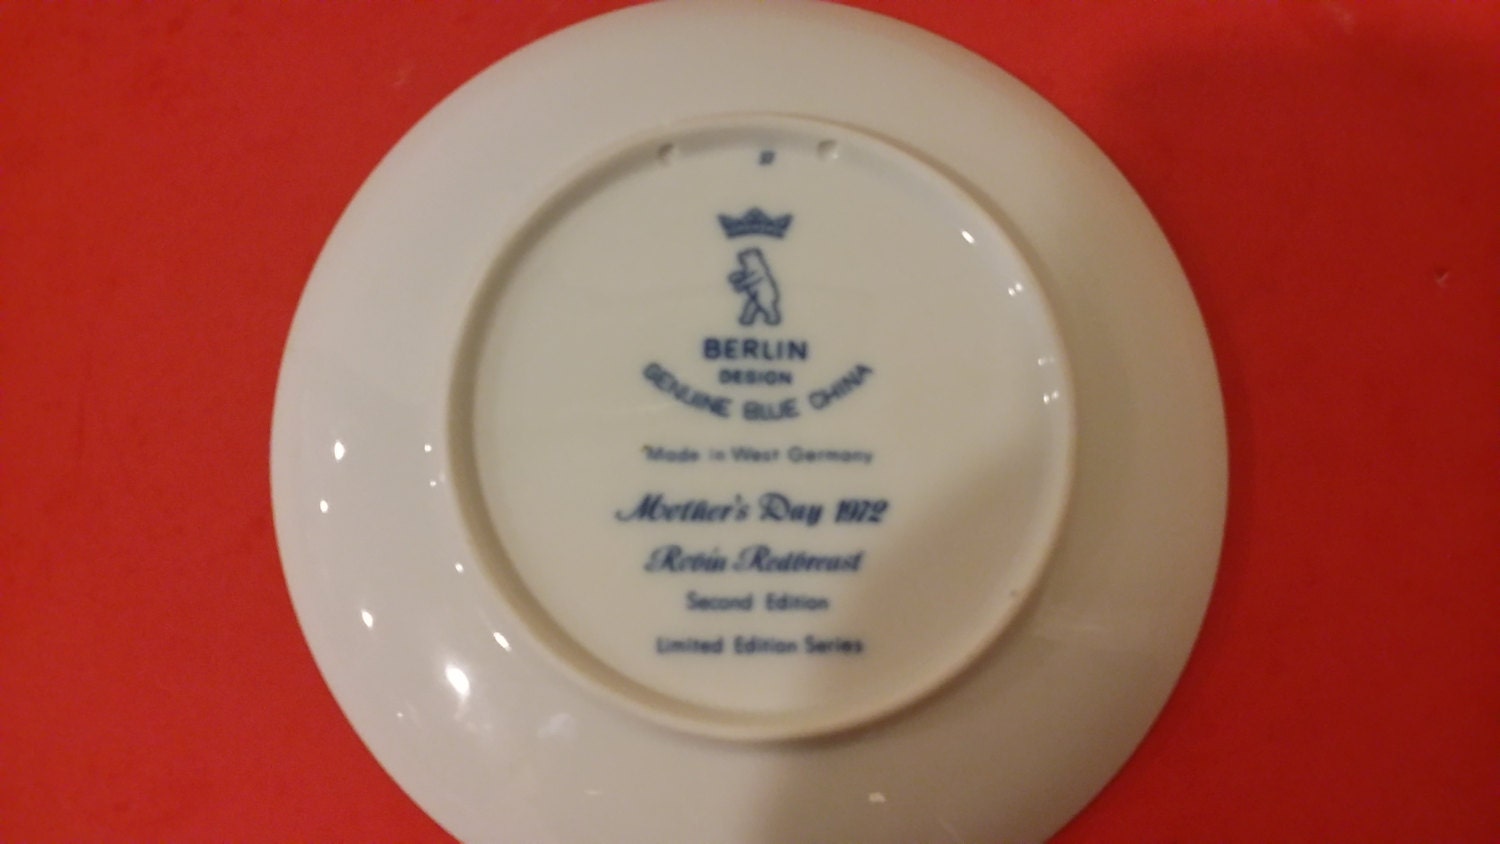 BERLIN
DESIGN
GENUINE BLUE CHINA
Made in West Germany
Mother's Day 1972
Robin Redbreast
Second Edition
Limited Edition Series